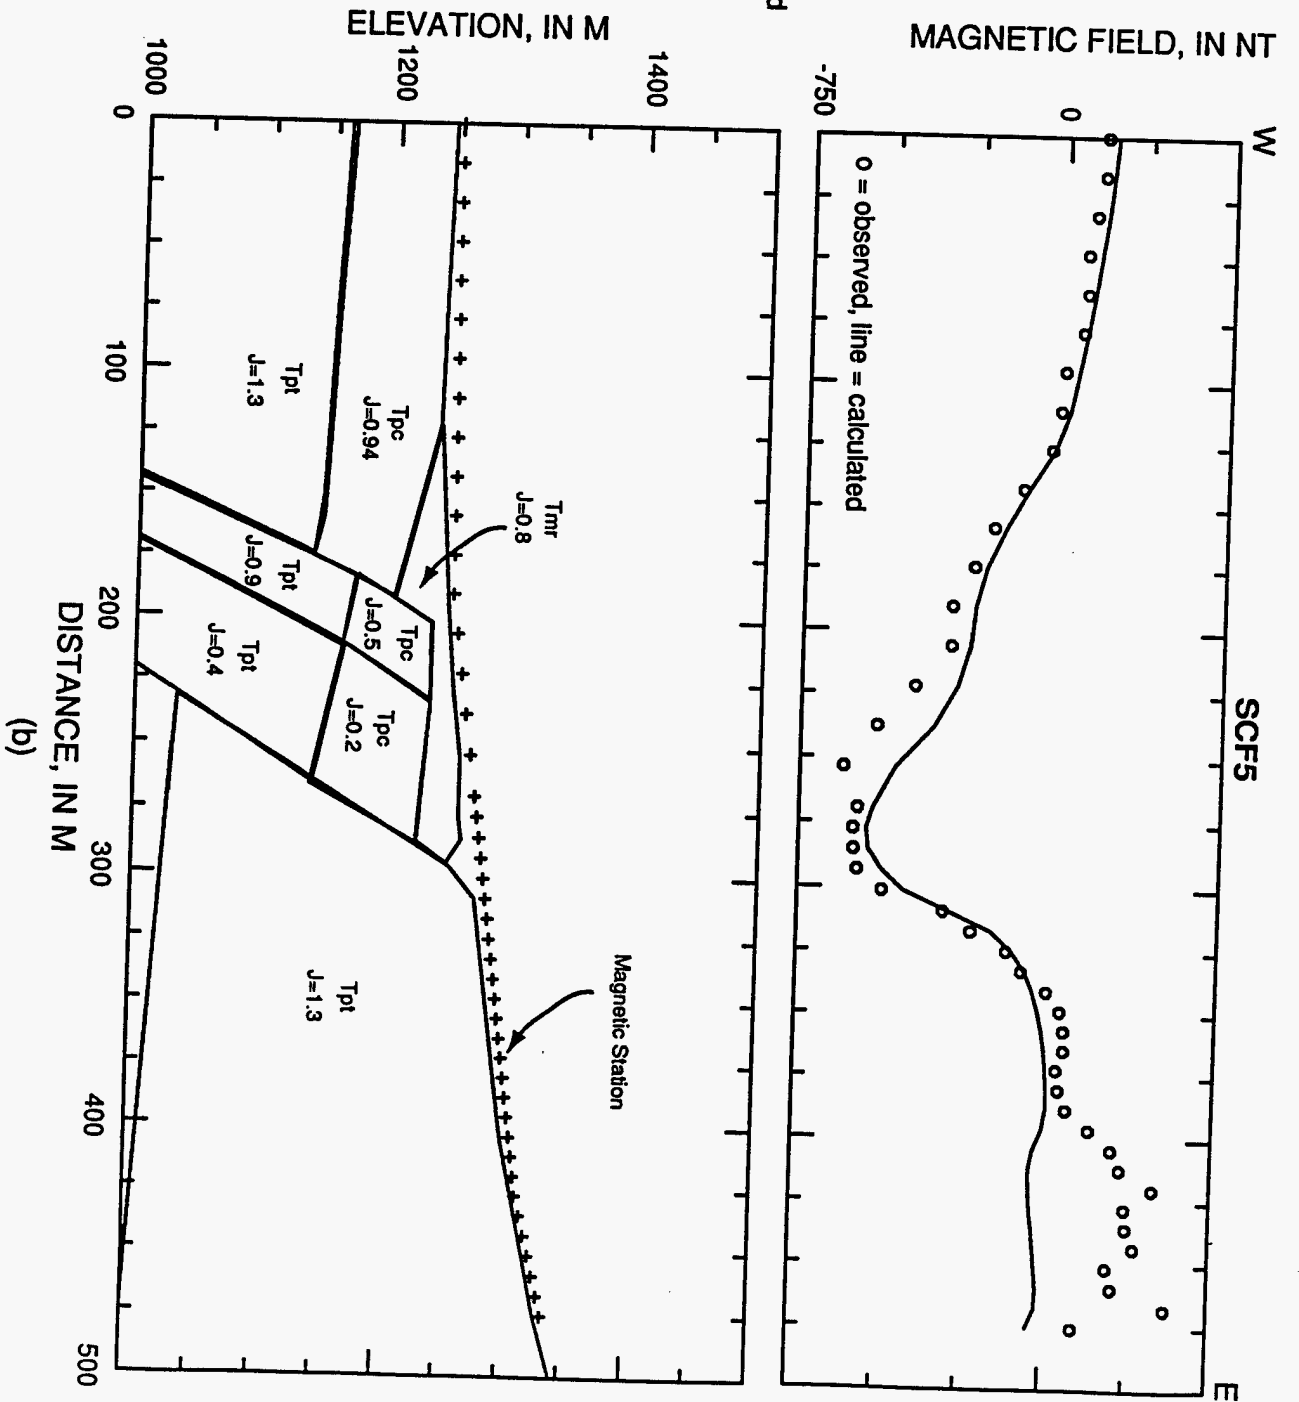 W
SCF5
E
MAGNETIC FIELD, IN NT
0
-750
o = observed, line = calculated
ELEVATION, IN M
1400
1200
1000
Magnetic Station
Tmr
J=0.8
Tpc
J=0.94
Tpc
J=0.5
Tpc
J=0.2
Tpt
J=1.3
Tpt
J=0.9
Tpt
J=0.4
Tpt
J=1.3
0
100
200
300
400
500
DISTANCE, IN M
(b)